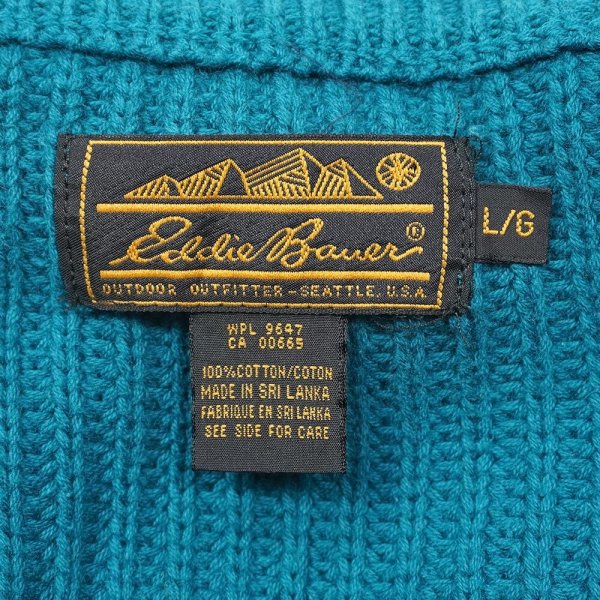 Eddie Bauer®
OUTDOOR OUTFITTER-SEATTLE, U.S.A.
L/G
WPL 9647
CA 00665
100% COTTON/COTON
MADE IN SRI LANKA
FABRIQUE EN SRI LANKA
SEE SIDE FOR CARE